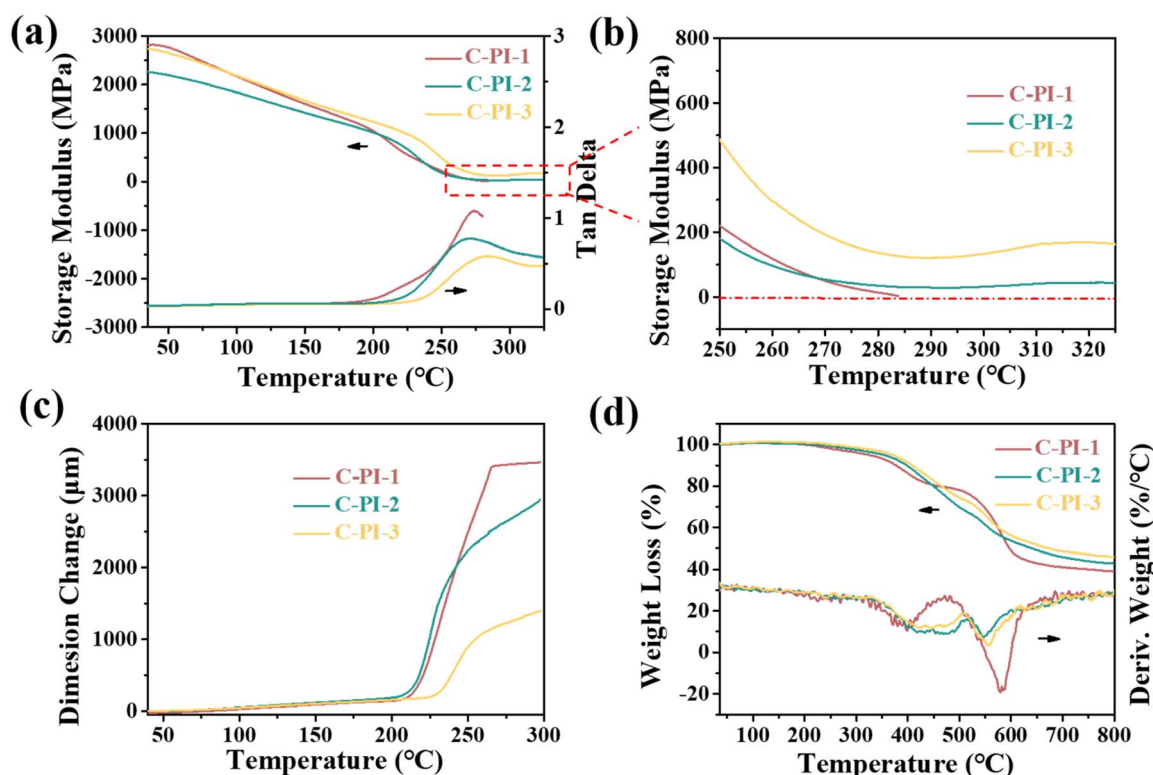 (a)
3000
2000
1000
0
-1000
-2000
-3000
Storage Modulus (MPa)
C-PI-1
C-PI-2
C-PI-3
3
2
1
0
Tan Delta
50 100 150 200 250 300
Temperature (°C)
(b)
800
600
400
200
0
Storage Modulus (MPa)
C-PI-1
C-PI-2
C-PI-3
250 260 270 280 290 300 310 320
Temperature (°C)
(c)
4000
3000
2000
1000
0
Dimesion Change (μm)
C-PI-1
C-PI-2
C-PI-3
50 100 150 200 250 300
Temperature (°C)
(d)
100
80
60
40
20
0
-20
Weight Loss (%)
C-PI-1
C-PI-2
C-PI-3
Deriv. Weight (%/°C)
100 200 300 400 500 600 700 800
Temperature (°C)